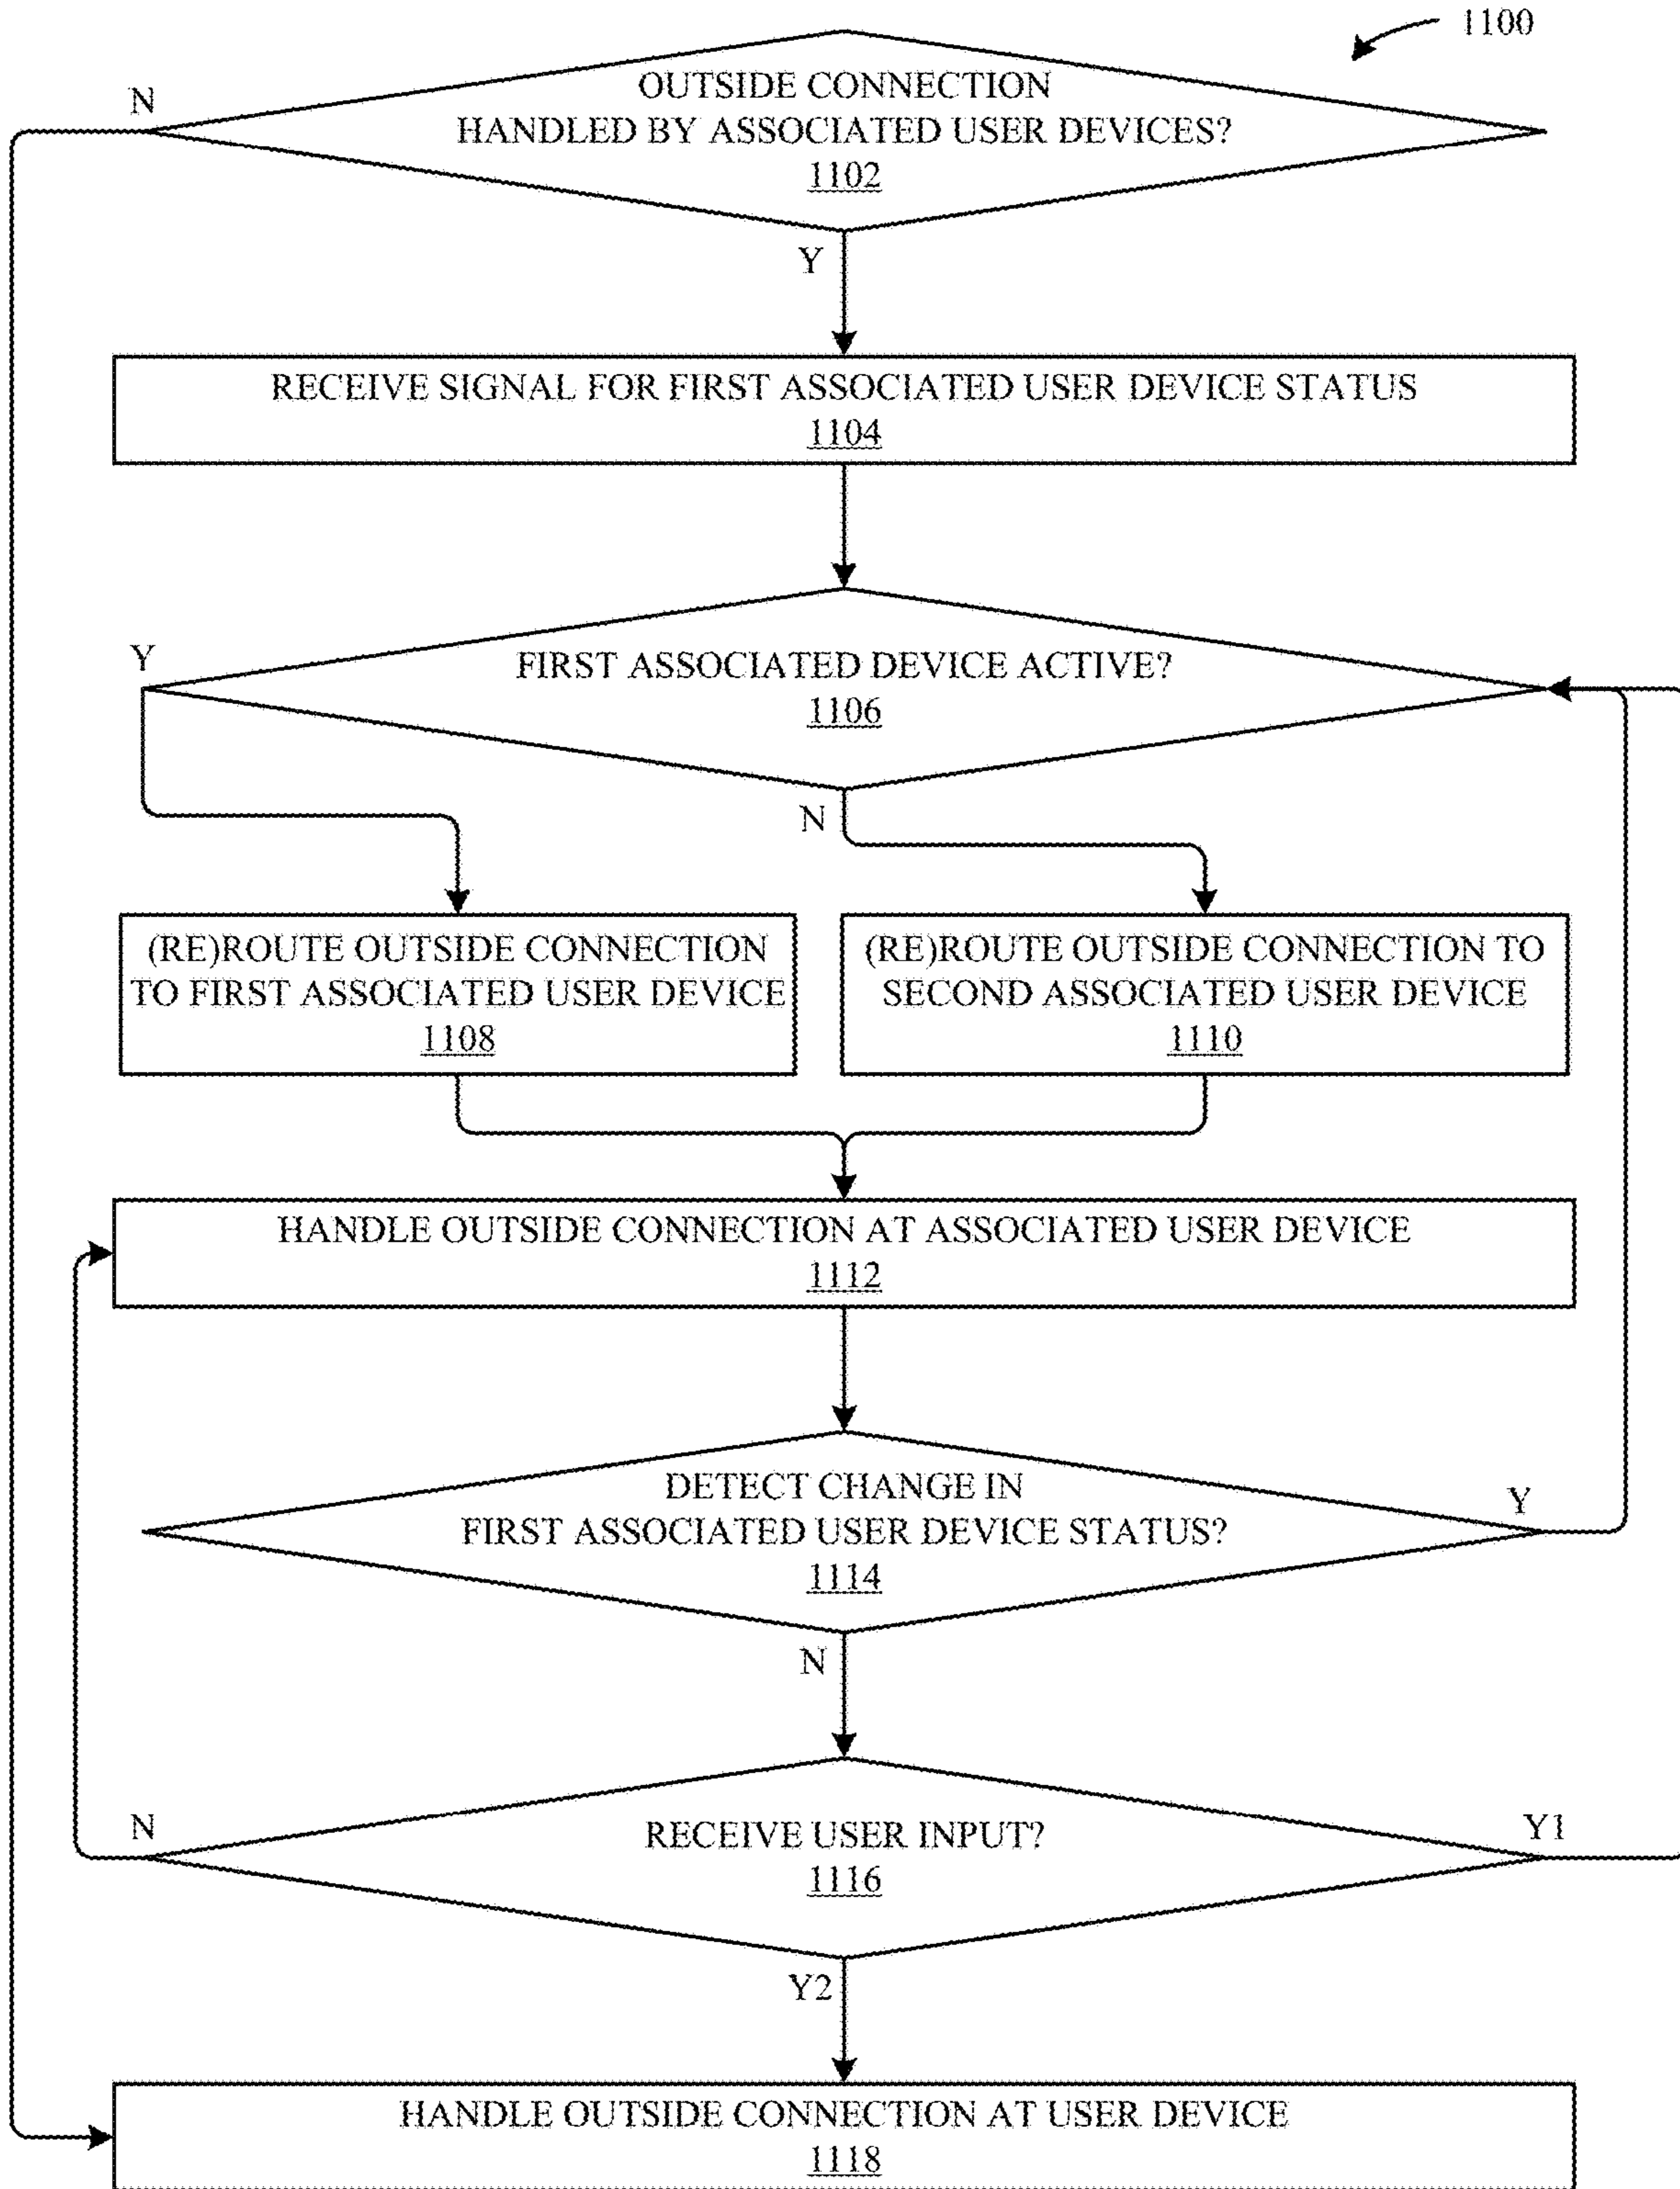 1100
OUTSIDE CONNECTION
HANDLED BY ASSOCIATED USER DEVICES?
1102
N
Y
RECEIVE SIGNAL FOR FIRST ASSOCIATED USER DEVICE STATUS
1104
Y
FIRST ASSOCIATED DEVICE ACTIVE?
1106
N
(RE)ROUTE OUTSIDE CONNECTION
TO FIRST ASSOCIATED USER DEVICE
1108
(RE)ROUTE OUTSIDE CONNECTION TO
SECOND ASSOCIATED USER DEVICE
1110
HANDLE OUTSIDE CONNECTION AT ASSOCIATED USER DEVICE
1112
DETECT CHANGE IN
FIRST ASSOCIATED USER DEVICE STATUS?
1114
Y
N
N
RECEIVE USER INPUT?
1116
Y1
Y2
HANDLE OUTSIDE CONNECTION AT USER DEVICE
1118